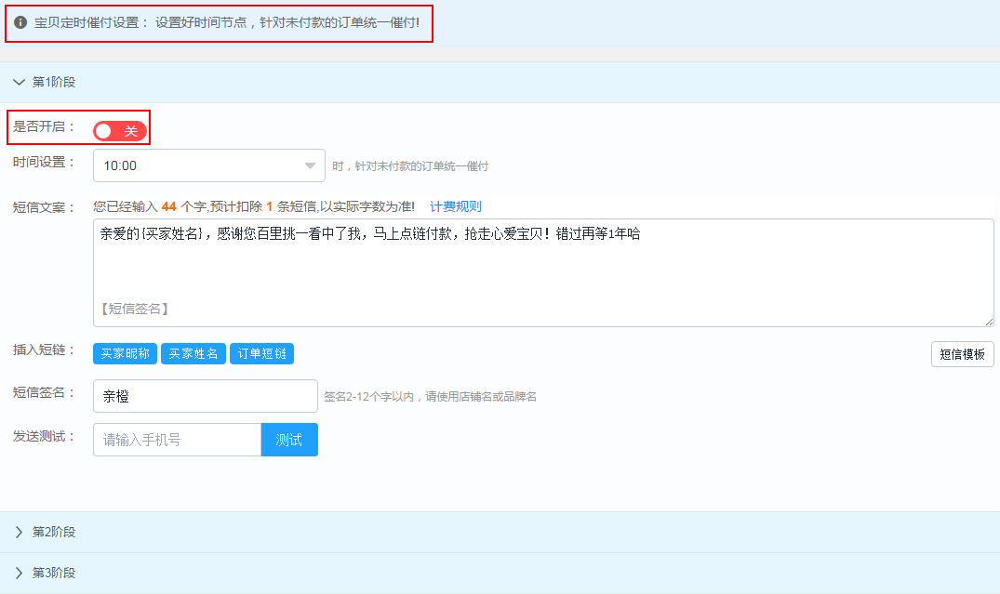 宝贝定时催付设置： 设置好时间节点，针对未付款的订单统一催付!
第1阶段
是否开启： 关
时间设置： 10:00 时，针对未付款的订单统一催付
短信文案： 您已经输入 44 个字,预计扣除 1 条短信,以实际字数为准! 计费规则
亲爱的{买家姓名}，感谢您百里挑一看中了我，马上点链付款，抢走心爱宝贝！错过再等1年哈
【短信签名】
插入短链： 买家昵称 买家姓名 订单短链 短信模板
短信签名： 亲橙 签名2-12个字以内，请使用店铺名或品牌名
发送测试： 请输入手机号 测试
第2阶段
第3阶段